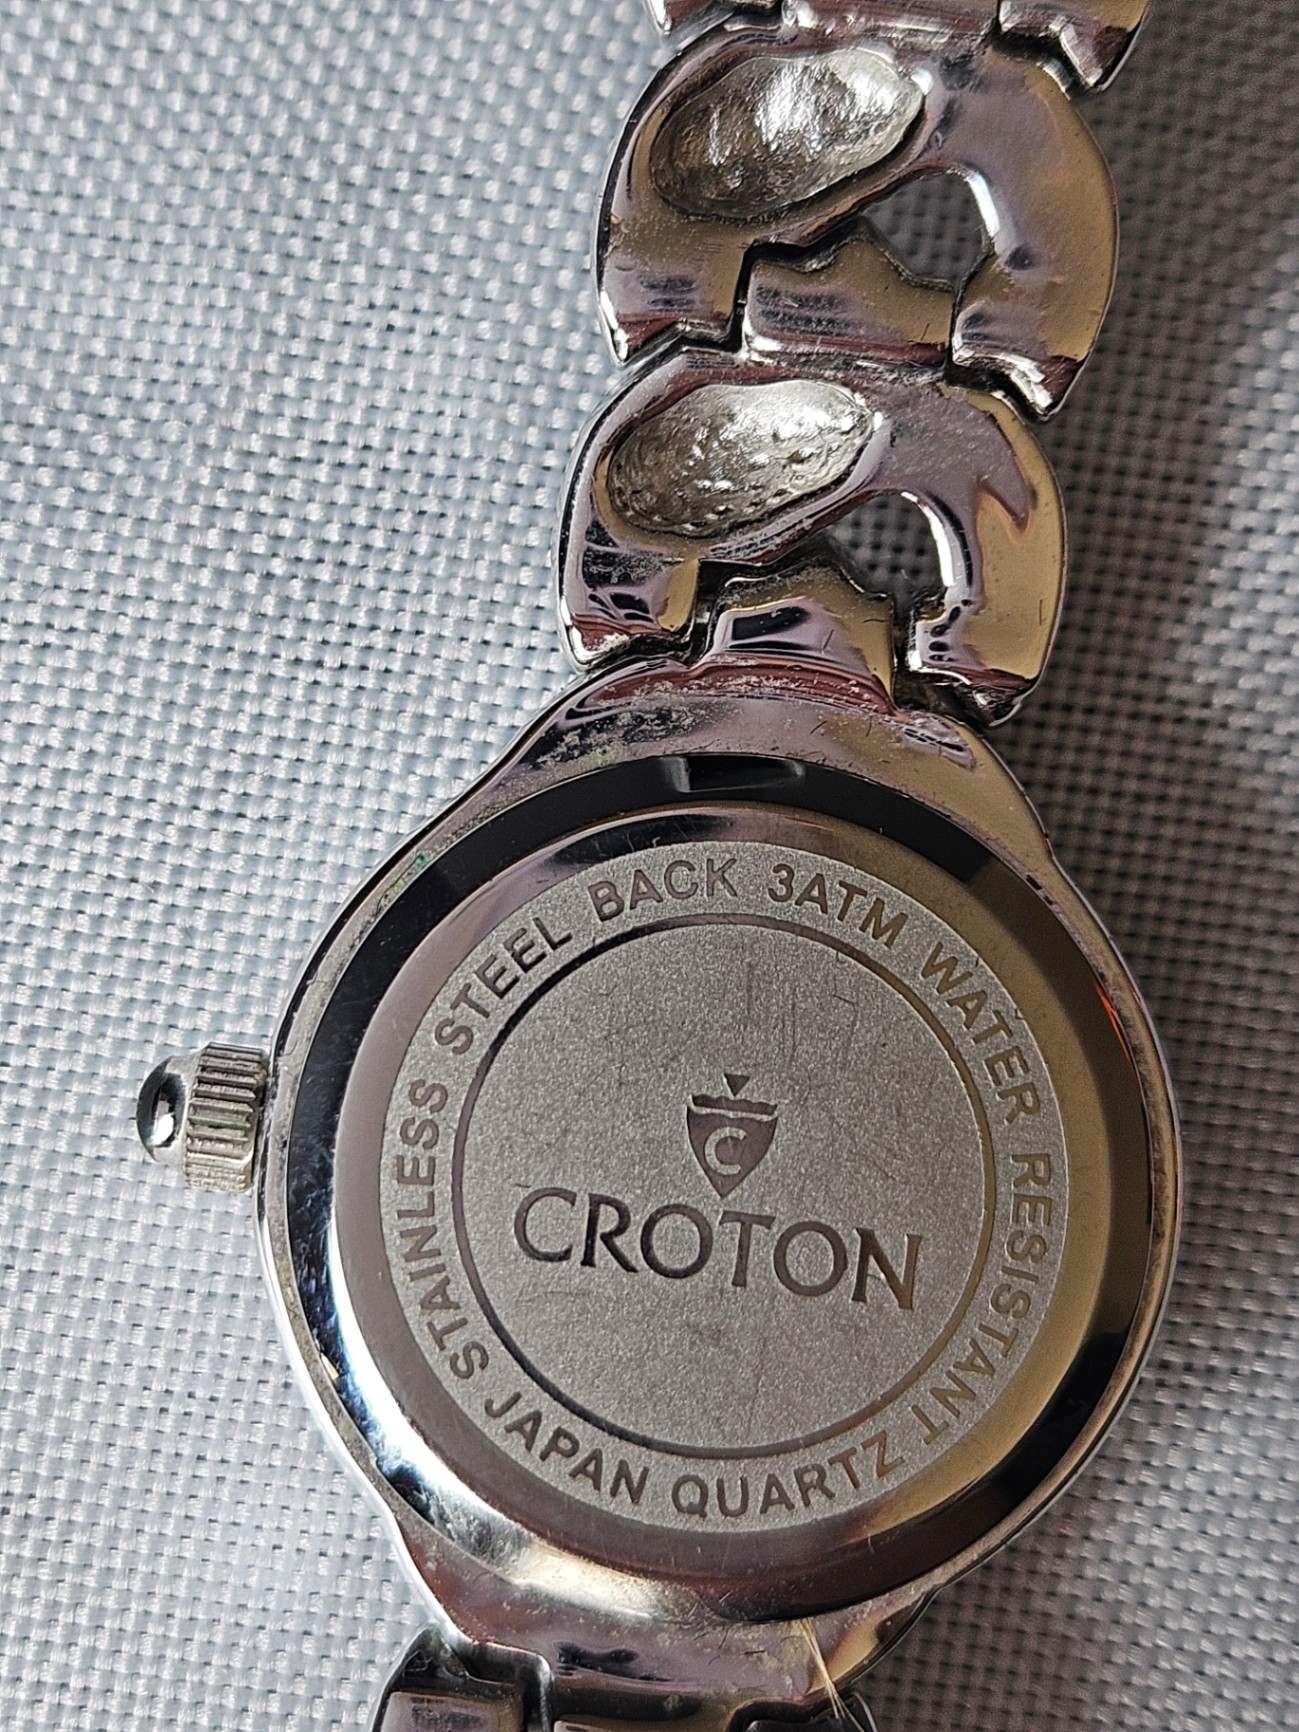 STAINLESS STEEL BACK 3ATM WATER RESISTANT
JAPAN QUARTZ
C
CROTON